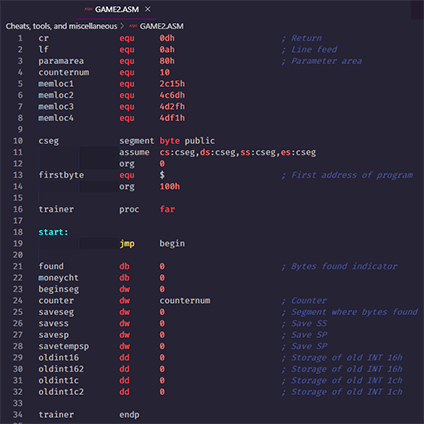 GAME2.ASM ×
Cheats, tools, and miscellaneous > GAME2.ASM
1 cr equ 0dh ; Return
2 lf equ 0ah ; Line feed
3 paramarea equ 80h ; Parameter area
4 counternum equ 10
5 memloc1 equ 2c15h
6 memloc2 equ 4c6dh
7 memloc3 equ 4d2fh
8 memloc4 equ 4df1h
9
10 cseg segment byte public
11 assume cs:cseg,ds:cseg,ss:cseg,es:cseg
12 org 0
13 firstbyte equ $ ; First address of program
14 org 100h
15
16 trainer proc far
17
18 start:
19 jmp begin
20
21 found db 0 ; Bytes found indicator
22 moneycht db 0
23 beginseg dw 0
24 counter dw counternum ; Counter
25 saveseg dw 0 ; Segment where bytes found
26 savess dw 0 ; Save SS
27 savesp dw 0 ; Save SP
28 savetempsp dw 0 ; Save SP
29 oldint16 dd 0 ; Storage of old INT 16h
30 oldint162 dd 0 ; Storage of old INT 16h
31 oldint1c dd 0 ; Storage of old INT 1ch
32 oldint1c2 dd 0 ; Storage of old INT 1ch
33
34 trainer endp